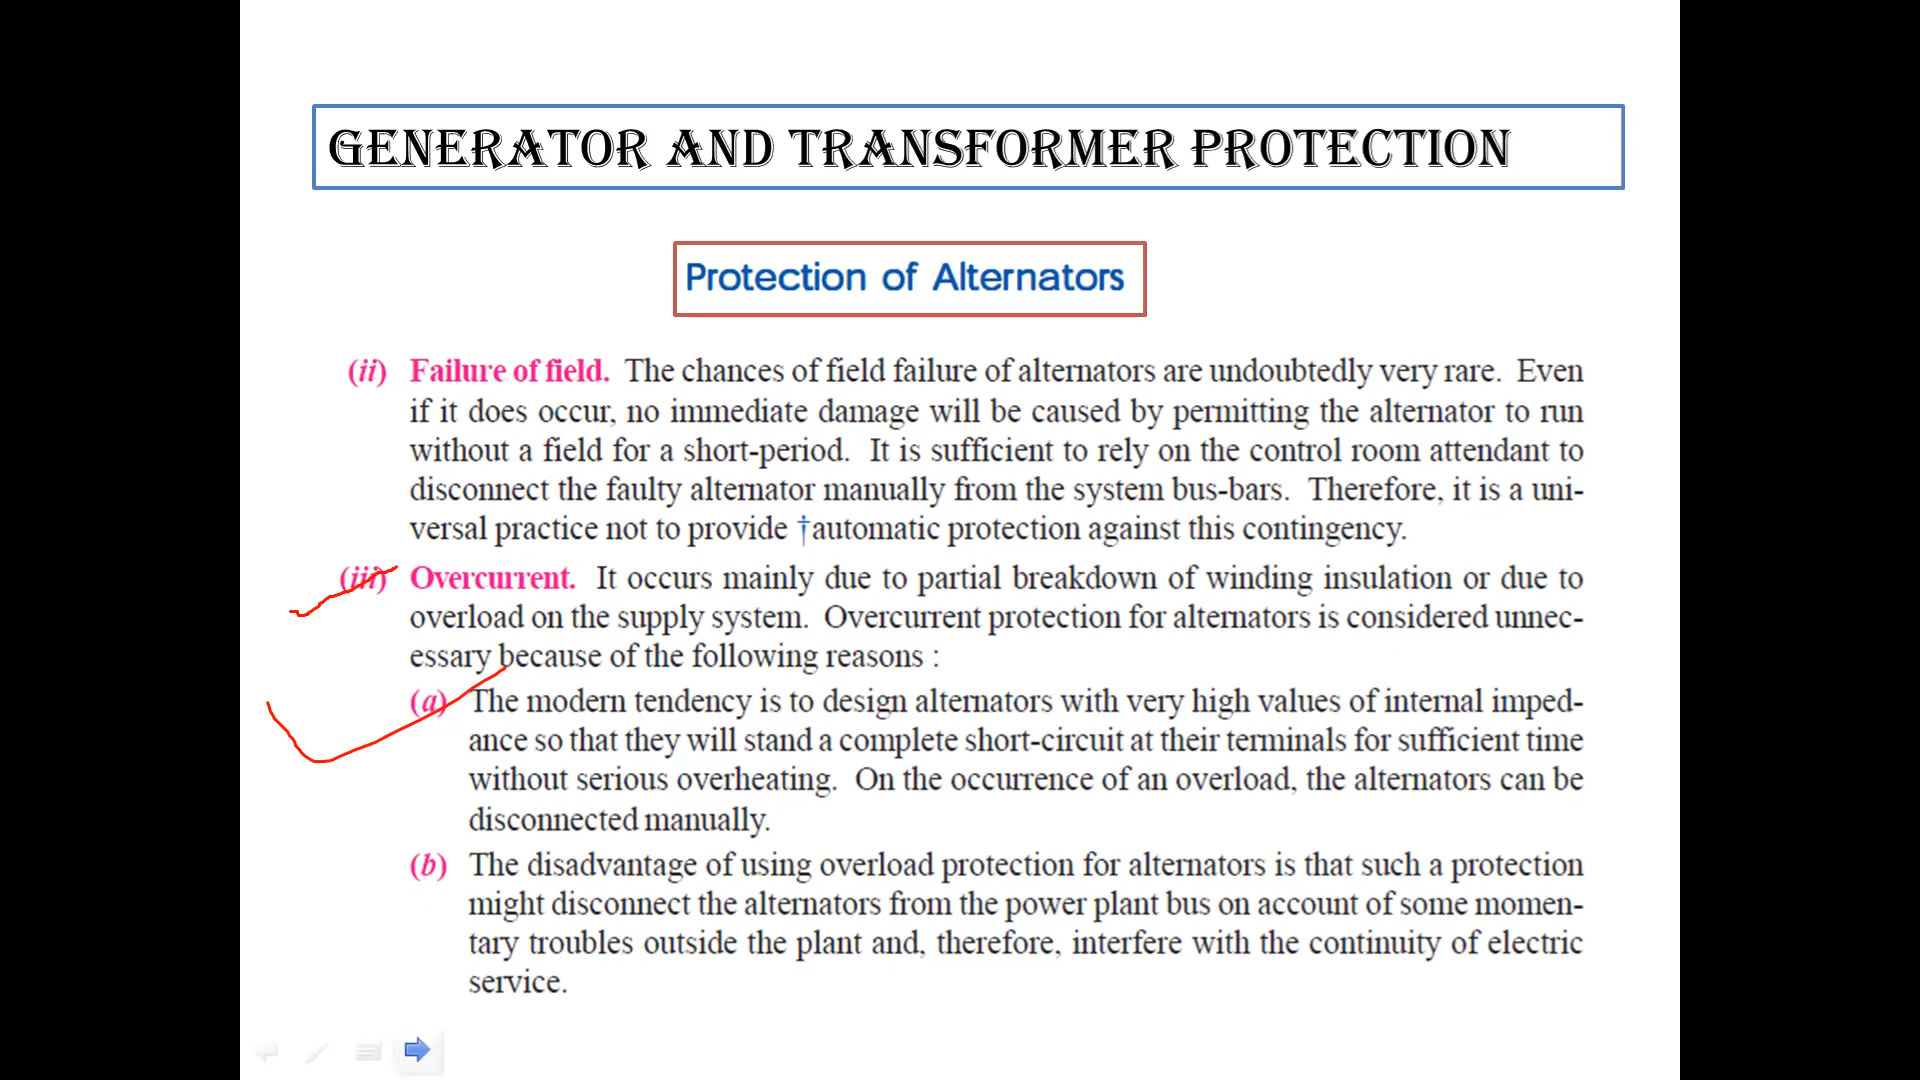 GENERATOR AND TRANSFORMER PROTECTION
Protection of Alternators
(ii) Failure of field. The chances of field failure of alternators are undoubtedly very rare. Even
if it does occur, no immediate damage will be caused by permitting the alternator to run
without a field for a short-period. It is sufficient to rely on the control room attendant to
disconnect the faulty alternator manually from the system bus-bars. Therefore, it is a uni-
versal practice not to provide †automatic protection against this contingency.
(iii) Overcurrent. It occurs mainly due to partial breakdown of winding insulation or due to
overload on the supply system. Overcurrent protection for alternators is considered unnec-
essary because of the following reasons :
(a) The modern tendency is to design alternators with very high values of internal imped-
ance so that they will stand a complete short-circuit at their terminals for sufficient time
without serious overheating. On the occurrence of an overload, the alternators can be
disconnected manually.
(b) The disadvantage of using overload protection for alternators is that such a protection
might disconnect the alternators from the power plant bus on account of some momen-
tary troubles outside the plant and, therefore, interfere with the continuity of electric
service.